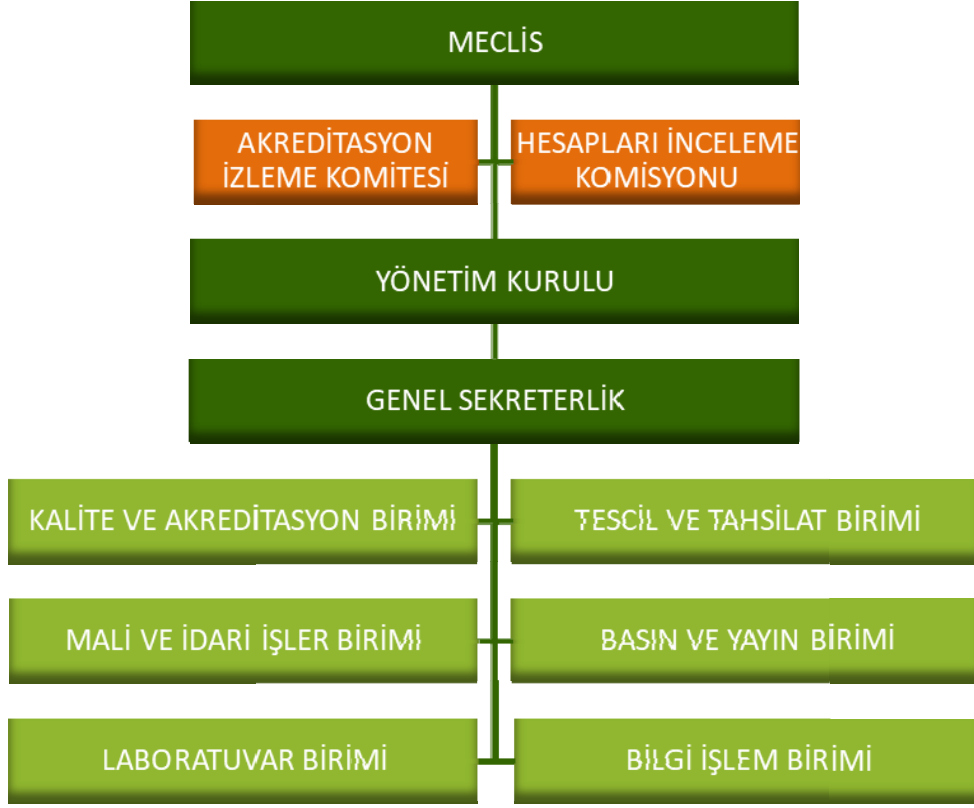 MECLİS
AKREDİTASYON
İZLEME KOMİTESİ
HESAPLARI İNCELEME
KOMİSYONU
YÖNETİM KURULU
GENEL SEKRETERLİK
KALİTE VE AKREDİTASYON BİRİMİ
TESCİL VE TAHSİLAT BİRİMİ
MALİ VE İDARİ İŞLER BİRİMİ
BASIN VE YAYIN BİRİMİ
LABORATUVAR BİRİMİ
BİLGİ İŞLEM BİRİMİ